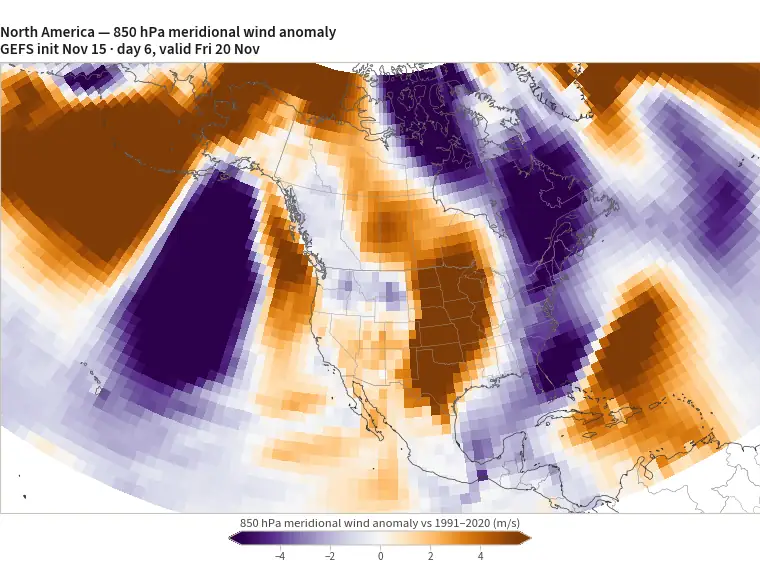 North America — 850 hPa meridional wind anomaly
GEFS init Nov 15 · day 6, valid Fri 20 Nov
850 hPa meridional wind anomaly vs 1991–2020 (m/s)
−4 −2 0 2 4